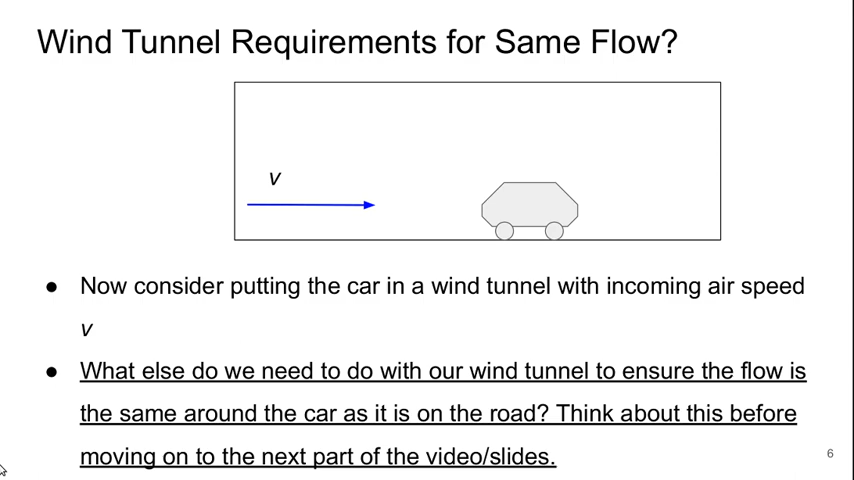 Wind Tunnel Requirements for Same Flow?
v
● Now consider putting the car in a wind tunnel with incoming air speed
v
● What else do we need to do with our wind tunnel to ensure the flow is
the same around the car as it is on the road? Think about this before
moving on to the next part of the video/slides.
6